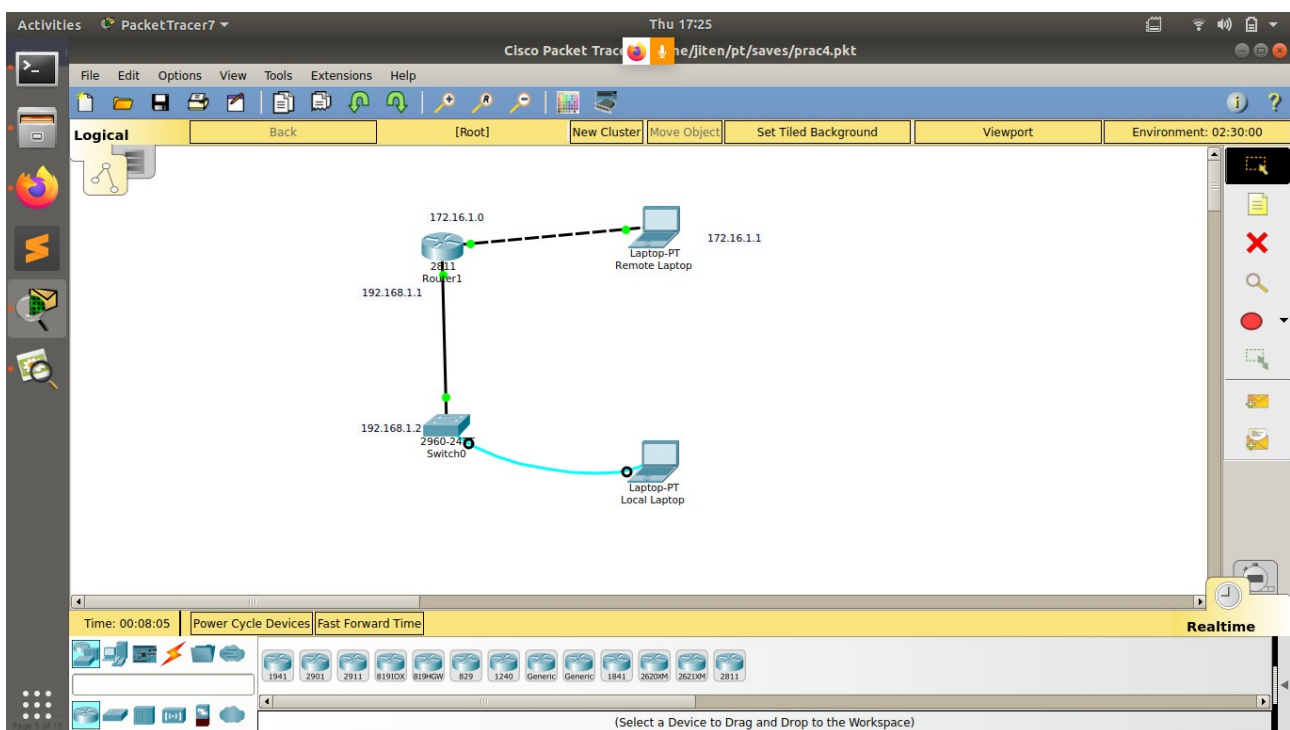 Activities PacketTracer7 Thu 17:25
Cisco Packet Trac e/jiten/pt/saves/prac4.pkt
File Edit Options View Tools Extensions Help
Logical Back [Root] New Cluster Move Object Set Tiled Background Viewport Environment: 02:30:00
172.16.1.0
172.16.1.1
2811
Router1
Laptop-PT
Remote Laptop
192.168.1.1
192.168.1.2
2960-24
Switch0
Laptop-PT
Local Laptop
Time: 00:08:05 Power Cycle Devices Fast Forward Time Realtime
1941 2901 2911 819IOX 819HGW 829 1240 Generic Generic 1841 2620XM 2621XM 2811
(Select a Device to Drag and Drop to the Workspace)